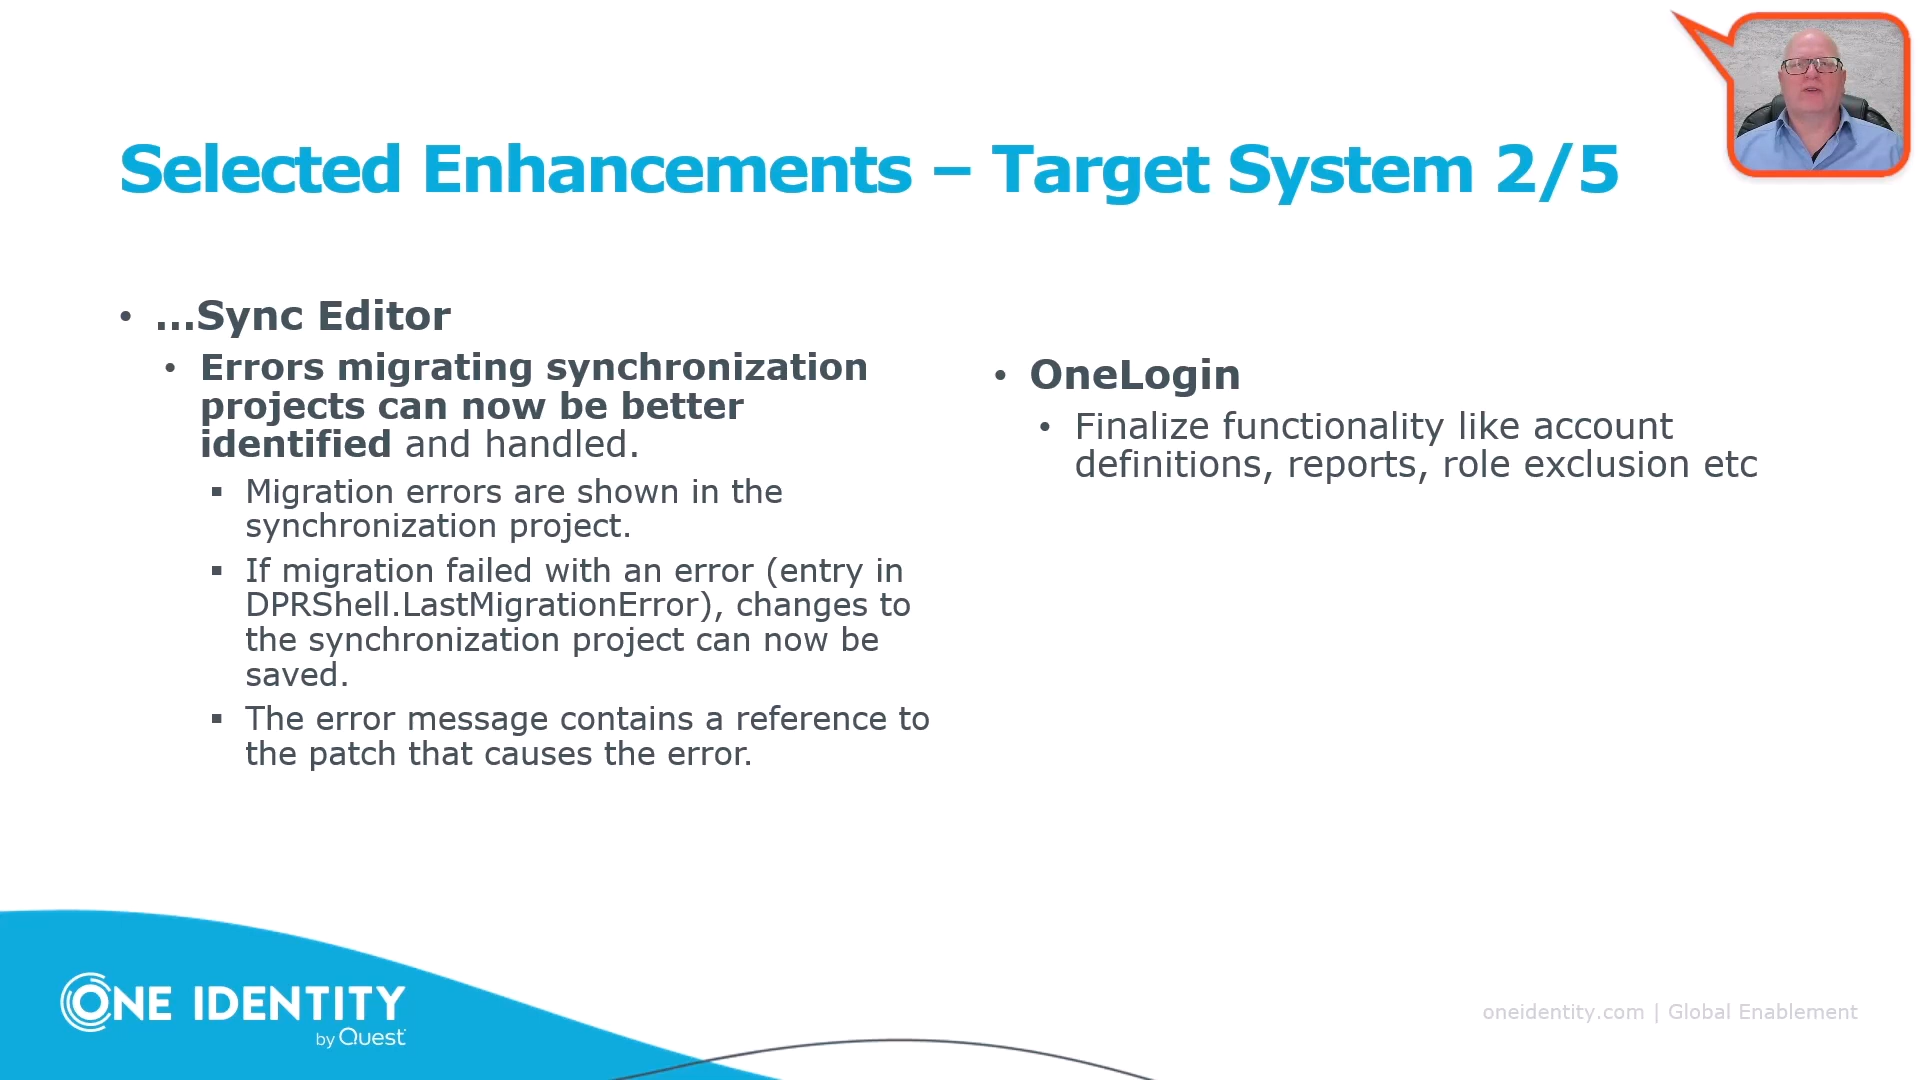 Selected Enhancements – Target System 2/5
• …Sync Editor
• Errors migrating synchronization
projects can now be better
identified and handled.
▪ Migration errors are shown in the
synchronization project.
▪ If migration failed with an error (entry in
DPRShell.LastMigrationError), changes to
the synchronization project can now be
saved.
▪ The error message contains a reference to
the patch that causes the error.
• OneLogin
• Finalize functionality like account
definitions, reports, role exclusion etc
ONE IDENTITY
by Quest
oneidentity.com | Global Enablement